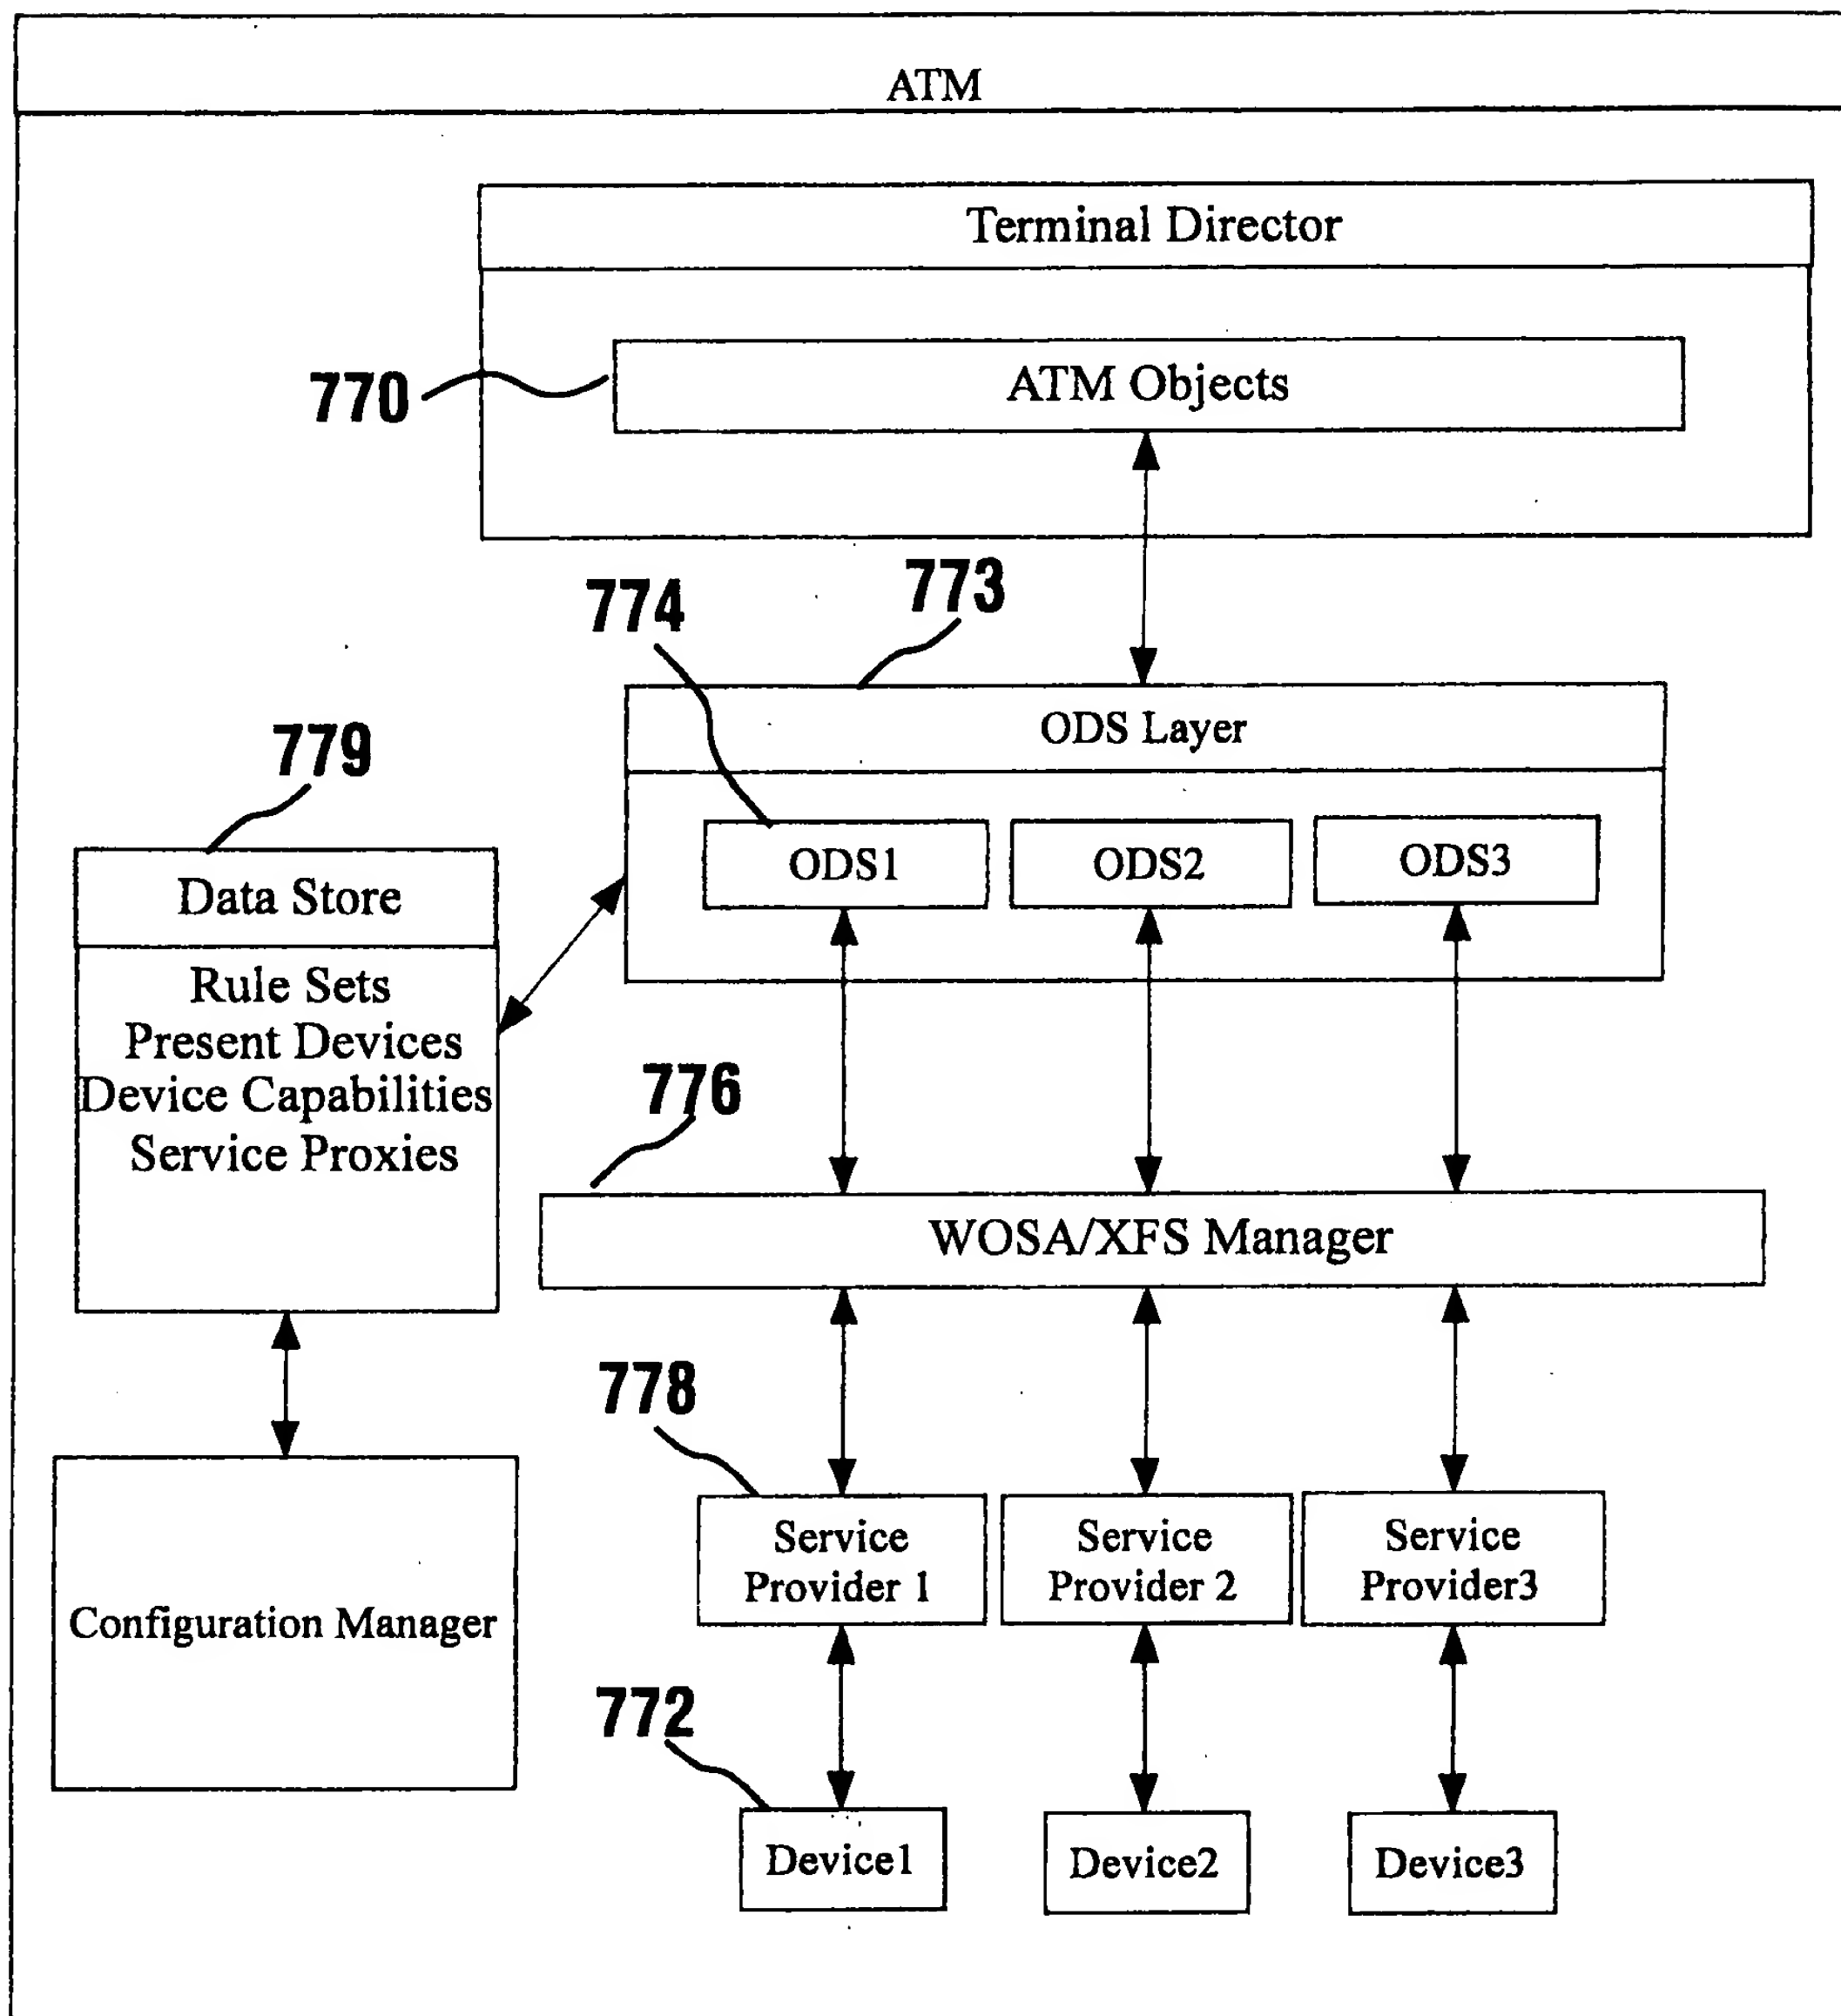 ATM
Terminal Director
770
ATM Objects
774
773
ODS Layer
779
ODS1
ODS2
ODS3
Data Store
Rule Sets
Present Devices
Device Capabilities
Service Proxies
776
WOSA/XFS Manager
778
Service
Provider 1
Service
Provider 2
Service
Provider3
Configuration Manager
772
Device1
Device2
Device3